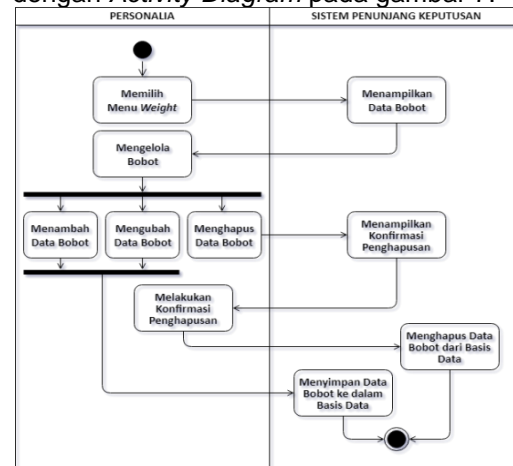 dengan Activity Diagram pada gambar 1.
PERSONALIA
SISTEM PENUNJANG KEPUTUSAN
Memilih
Menu Weight
Menampilkan
Data Bobot
Mengelola
Bobot
Menambah
Data Bobot
Mengubah
Data Bobot
Menghapus
Data Bobot
Menampilkan
Konfirmasi
Penghapusan
Melakukan
Konfirmasi
Penghapusan
Menghapus Data
Bobot dari Basis
Data
Menyimpan Data
Bobot ke dalam
Basis Data